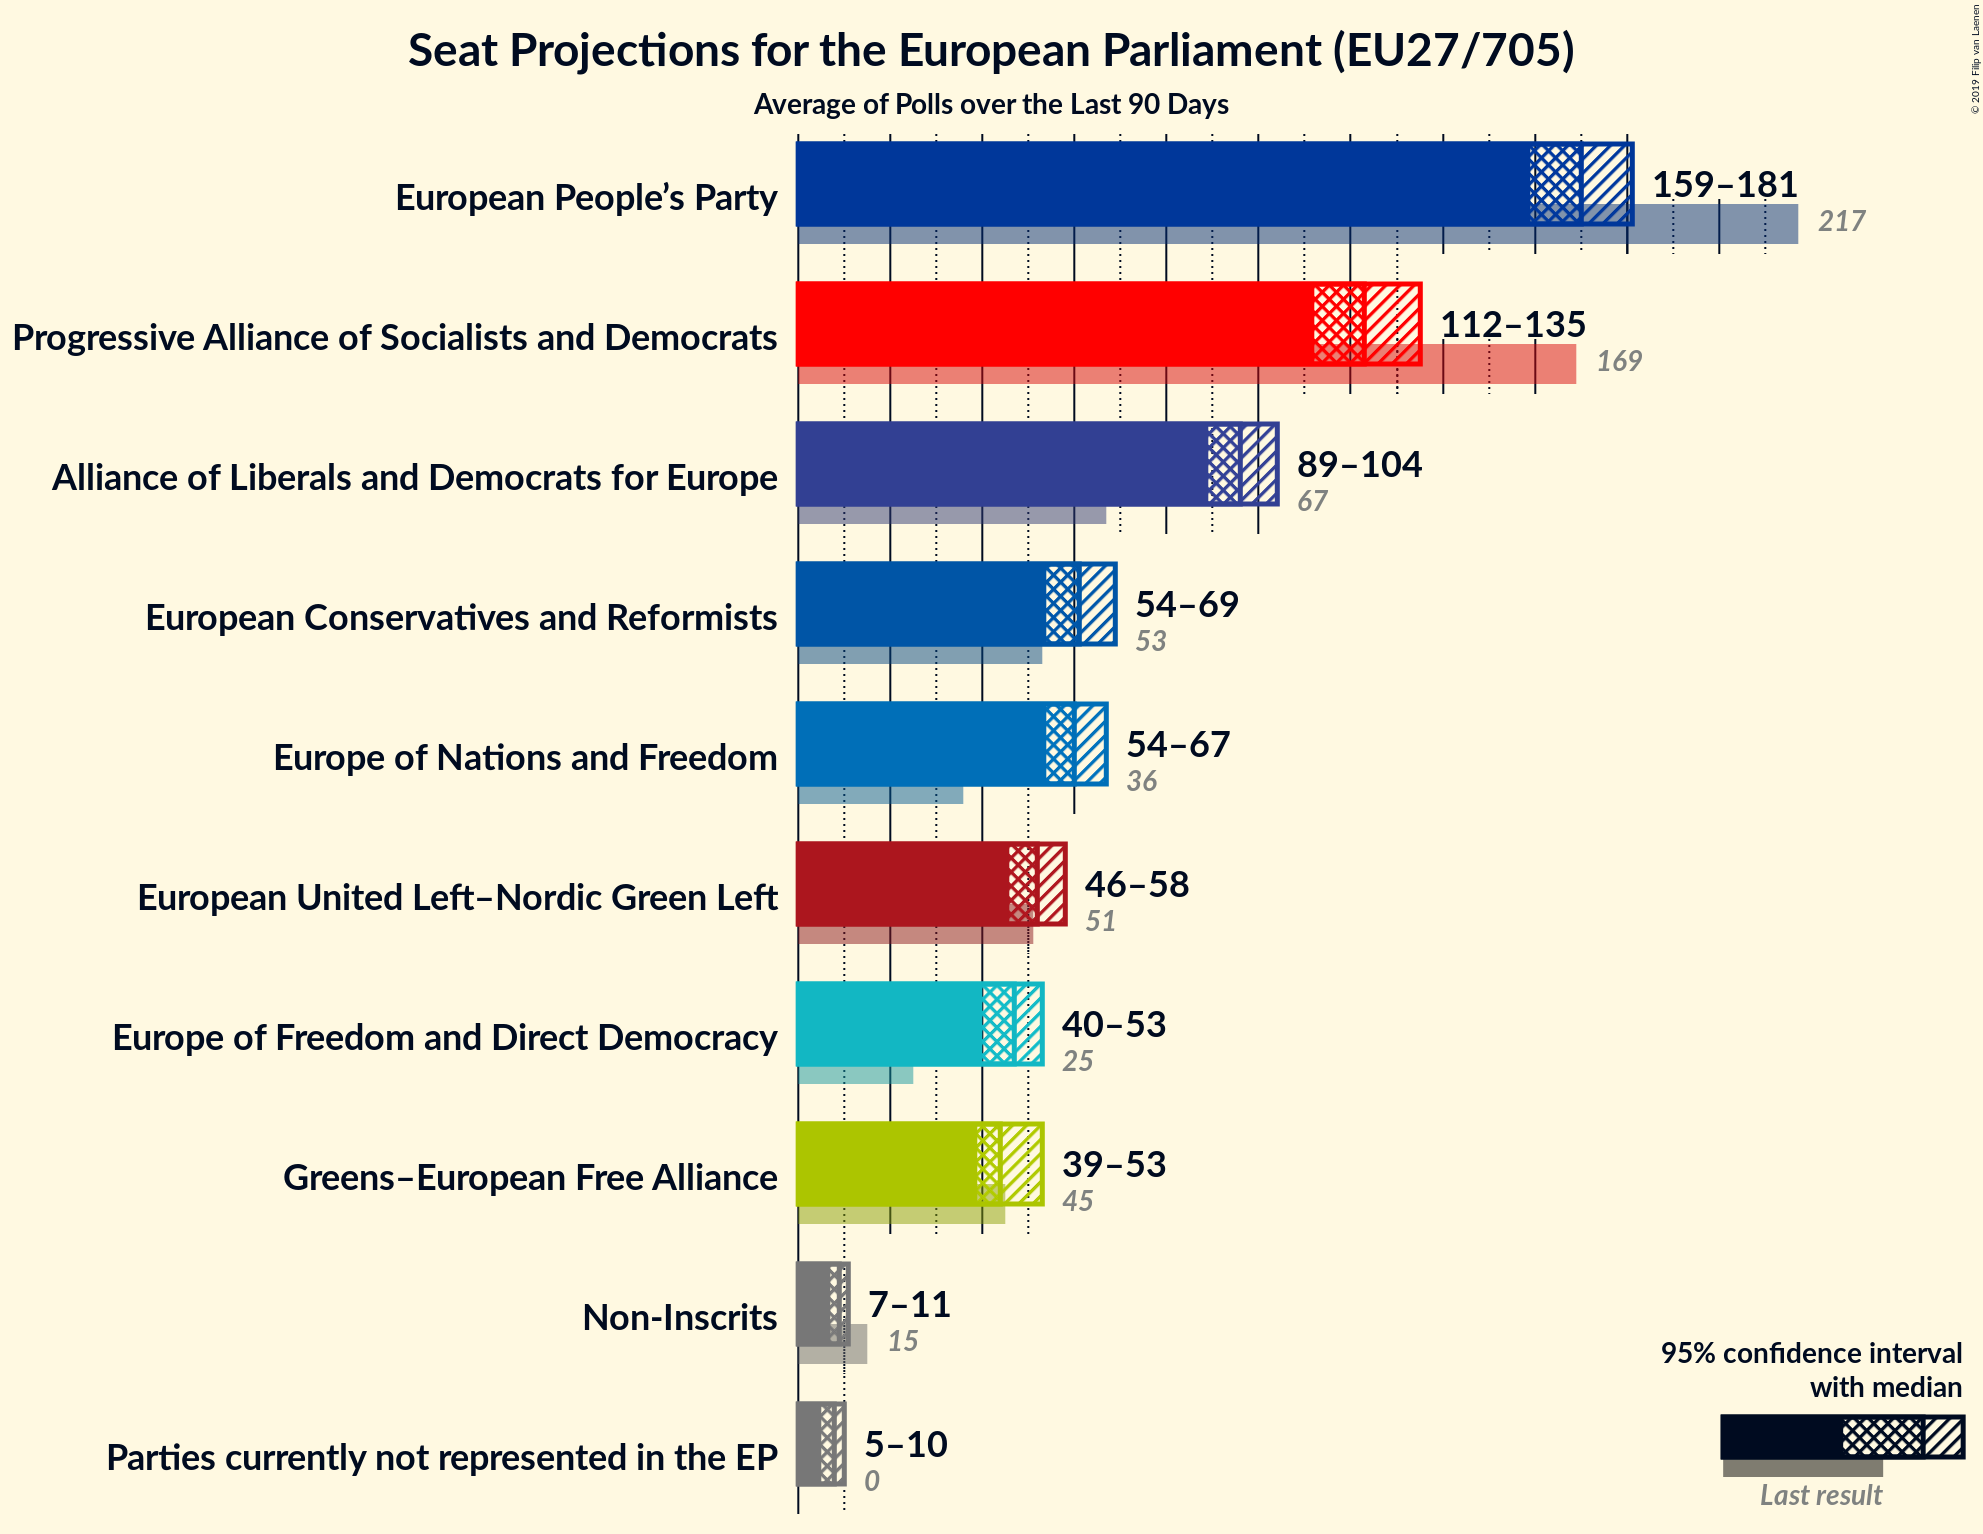 Seat Projections for the European Parliament (EU27/705)
Average of Polls over the Last 90 Days
© 2019 Filip van Laenen
European People’s Party
159–181
217
Progressive Alliance of Socialists and Democrats
112–135
169
Alliance of Liberals and Democrats for Europe
89–104
67
European Conservatives and Reformists
54–69
53
Europe of Nations and Freedom
54–67
36
European United Left–Nordic Green Left
46–58
51
Europe of Freedom and Direct Democracy
40–53
25
Greens–European Free Alliance
39–53
45
Non-Inscrits
7–11
15
Parties currently not represented in the EP
5–10
0
95% confidence interval
with median
Last result